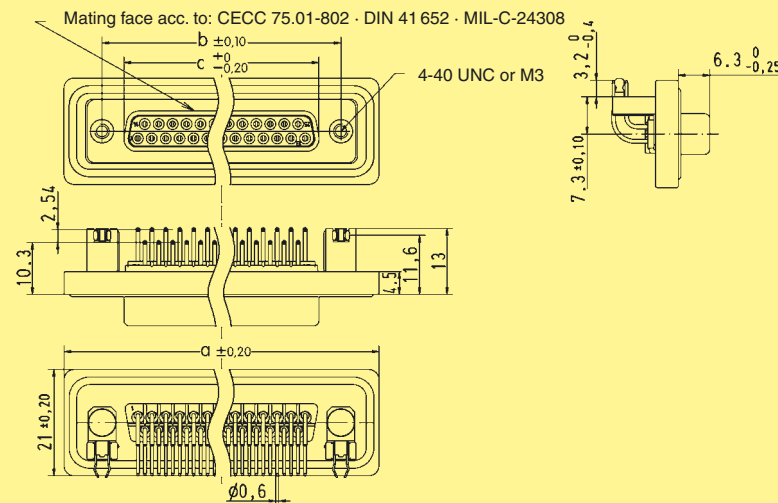 Mating face acc. to: CECC 75.01-802 · DIN 41 652 · MIL-C-24308
b ±0,10
c +0 -0,20
4-40 UNC or M3
3,2 0 -0,4
6.3 0 -0,25
7.3 ±0,10
2,54
10.3
4.5
11,6
13
a ±0,20
21 ±0,20
Ø0,6